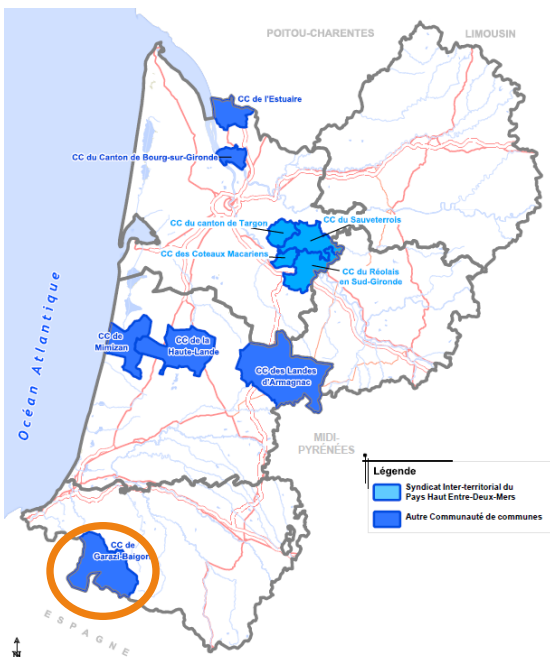 POITOU-CHARENTES
LIMOUSIN
CC de l'Estuaire
CC du Canton de Bourg-sur-Gironde
CC du canton de Targon
CC du Sauveterrois
CC des Coteaux Macariens
CC du Réolais
en Sud-Gironde
Océan Atlantique
CC de
Mimizan
CC de la
Haute-Lande
CC des Landes
d'Armagnac
MIDI-
PYRÉNÉES
Légende
Syndicat Inter-territorial du
Pays Haut Entre-Deux-Mers
Autre Communauté de communes
CC de
Garazi-Baigorri
ESPAGNE
N